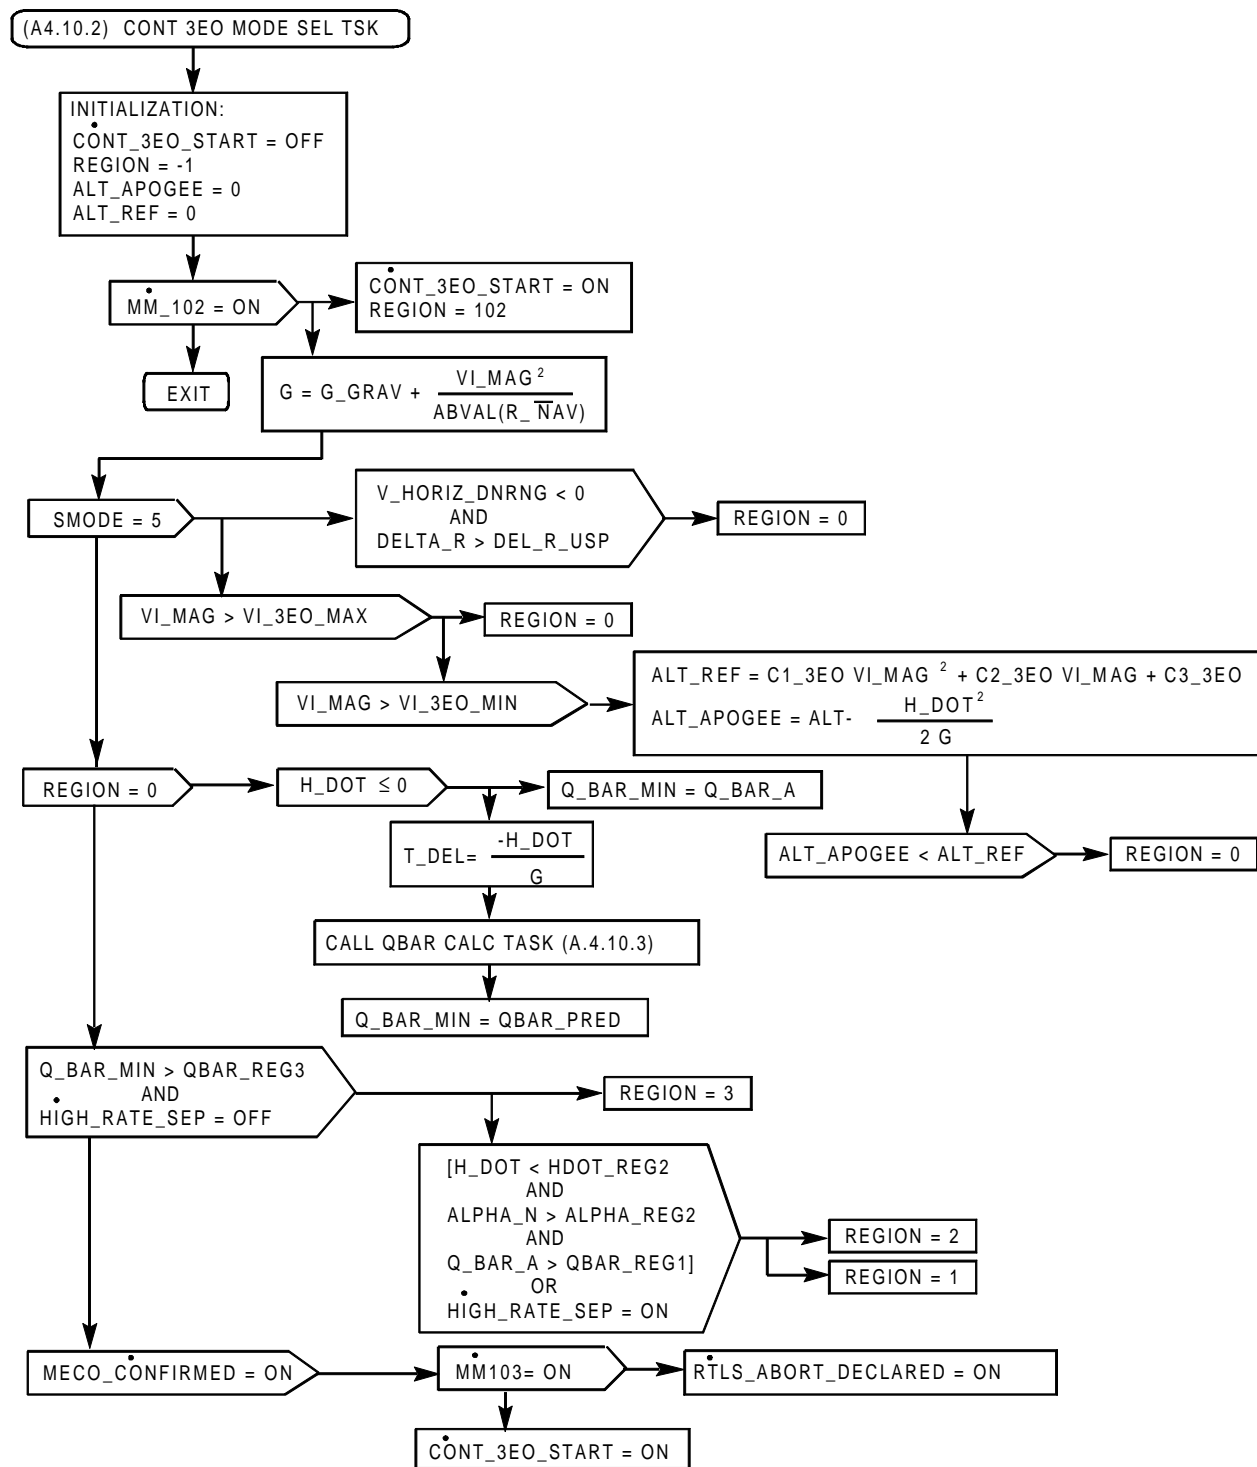 (A4.10.2) CONT 3EO MODE SEL TSK
INITIALIZATION:
CONT_3EO_START = OFF
REGION = -1
ALT_APOGEE = 0
ALT_REF = 0
MM_102 = ON
CONT_3EO_START = ON
REGION = 102
EXIT
G = G_GRAV + VI_MAG²
ABVAL(R_N̅AV)
SMODE = 5
V_HORIZ_DNRNG < 0
AND
DELTA_R > DEL_R_USP
REGION = 0
VI_MAG > VI_3EO_MAX
REGION = 0
VI_MAG > VI_3EO_MIN
ALT_REF = C1_3EO VI_MAG ² + C2_3EO VI_MAG + C3_3EO
ALT_APOGEE = ALT- H_DOT²
2 G
REGION = 0
H_DOT ≤ 0
Q_BAR_MIN = Q_BAR_A
T_DEL= -H_DOT
G
ALT_APOGEE < ALT_REF
REGION = 0
CALL QBAR CALC TASK (A.4.10.3)
Q_BAR_MIN = QBAR_PRED
Q_BAR_MIN > QBAR_REG3
AND
HIGH_RATE_SEP = OFF
REGION = 3
[H_DOT < HDOT_REG2
AND
ALPHA_N > ALPHA_REG2
AND
Q_BAR_A > QBAR_REG1]
OR
HIGH_RATE_SEP = ON
REGION = 2
REGION = 1
MECO_CONFIRMED = ON
MM103= ON
RTLS_ABORT_DECLARED = ON
CONT_3EO_START = ON